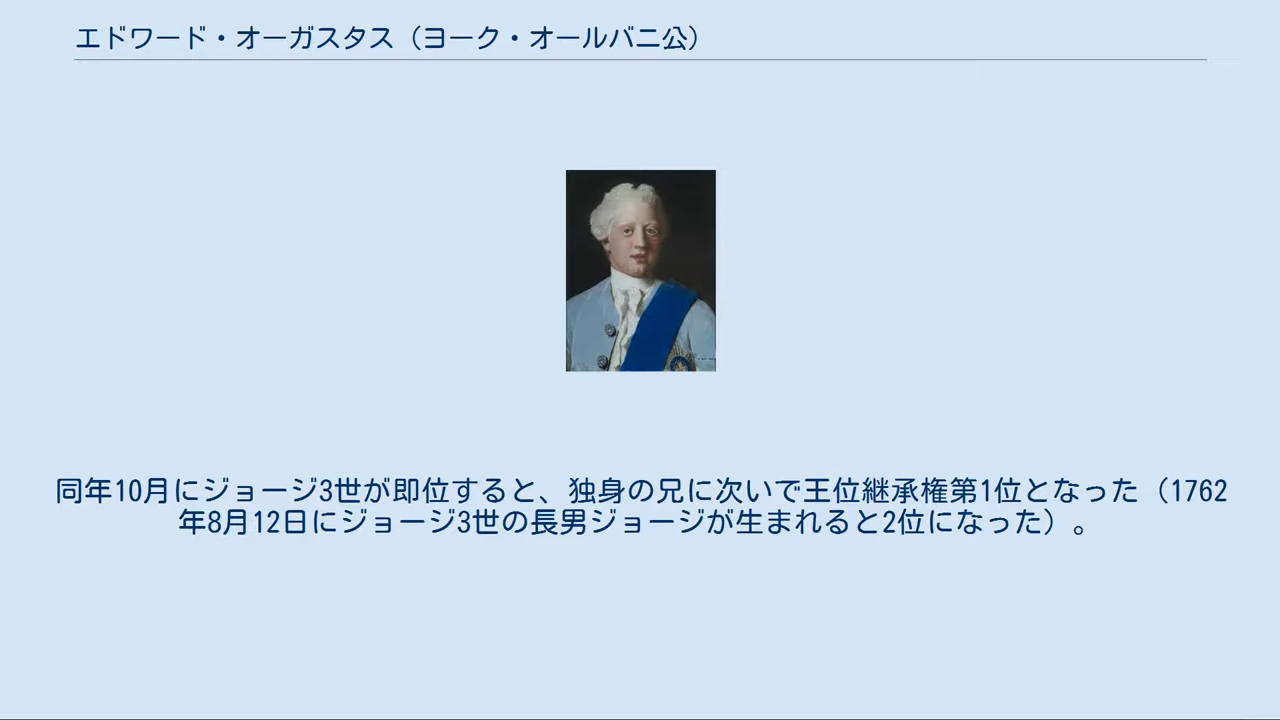 エドワード・オーガスタス（ヨーク・オールバニ公）
同年10月にジョージ3世が即位すると、独身の兄に次いで王位継承権第1位となった（1762
年8月12日にジョージ3世の長男ジョージが生まれると2位になった）。